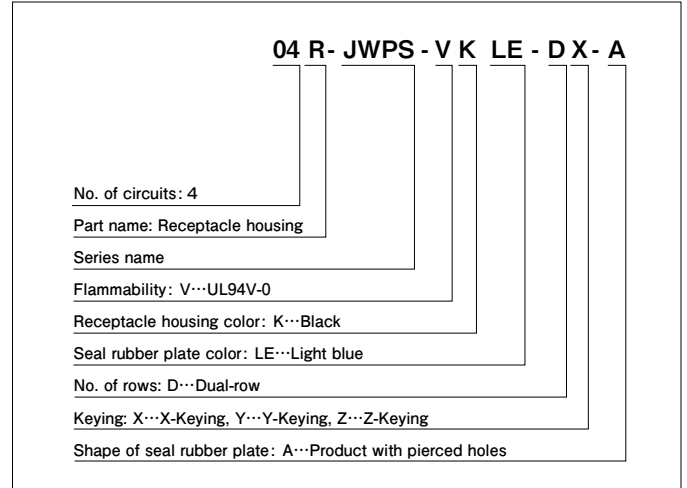 04 R- JWPS - V K LE - D X - A
No. of circuits: 4
Part name: Receptacle housing
Series name
Flammability: V…UL94V-0
Receptacle housing color: K…Black
Seal rubber plate color: LE…Light blue
No. of rows: D…Dual-row
Keying: X…X-Keying, Y…Y-Keying, Z…Z-Keying
Shape of seal rubber plate: A…Product with pierced holes